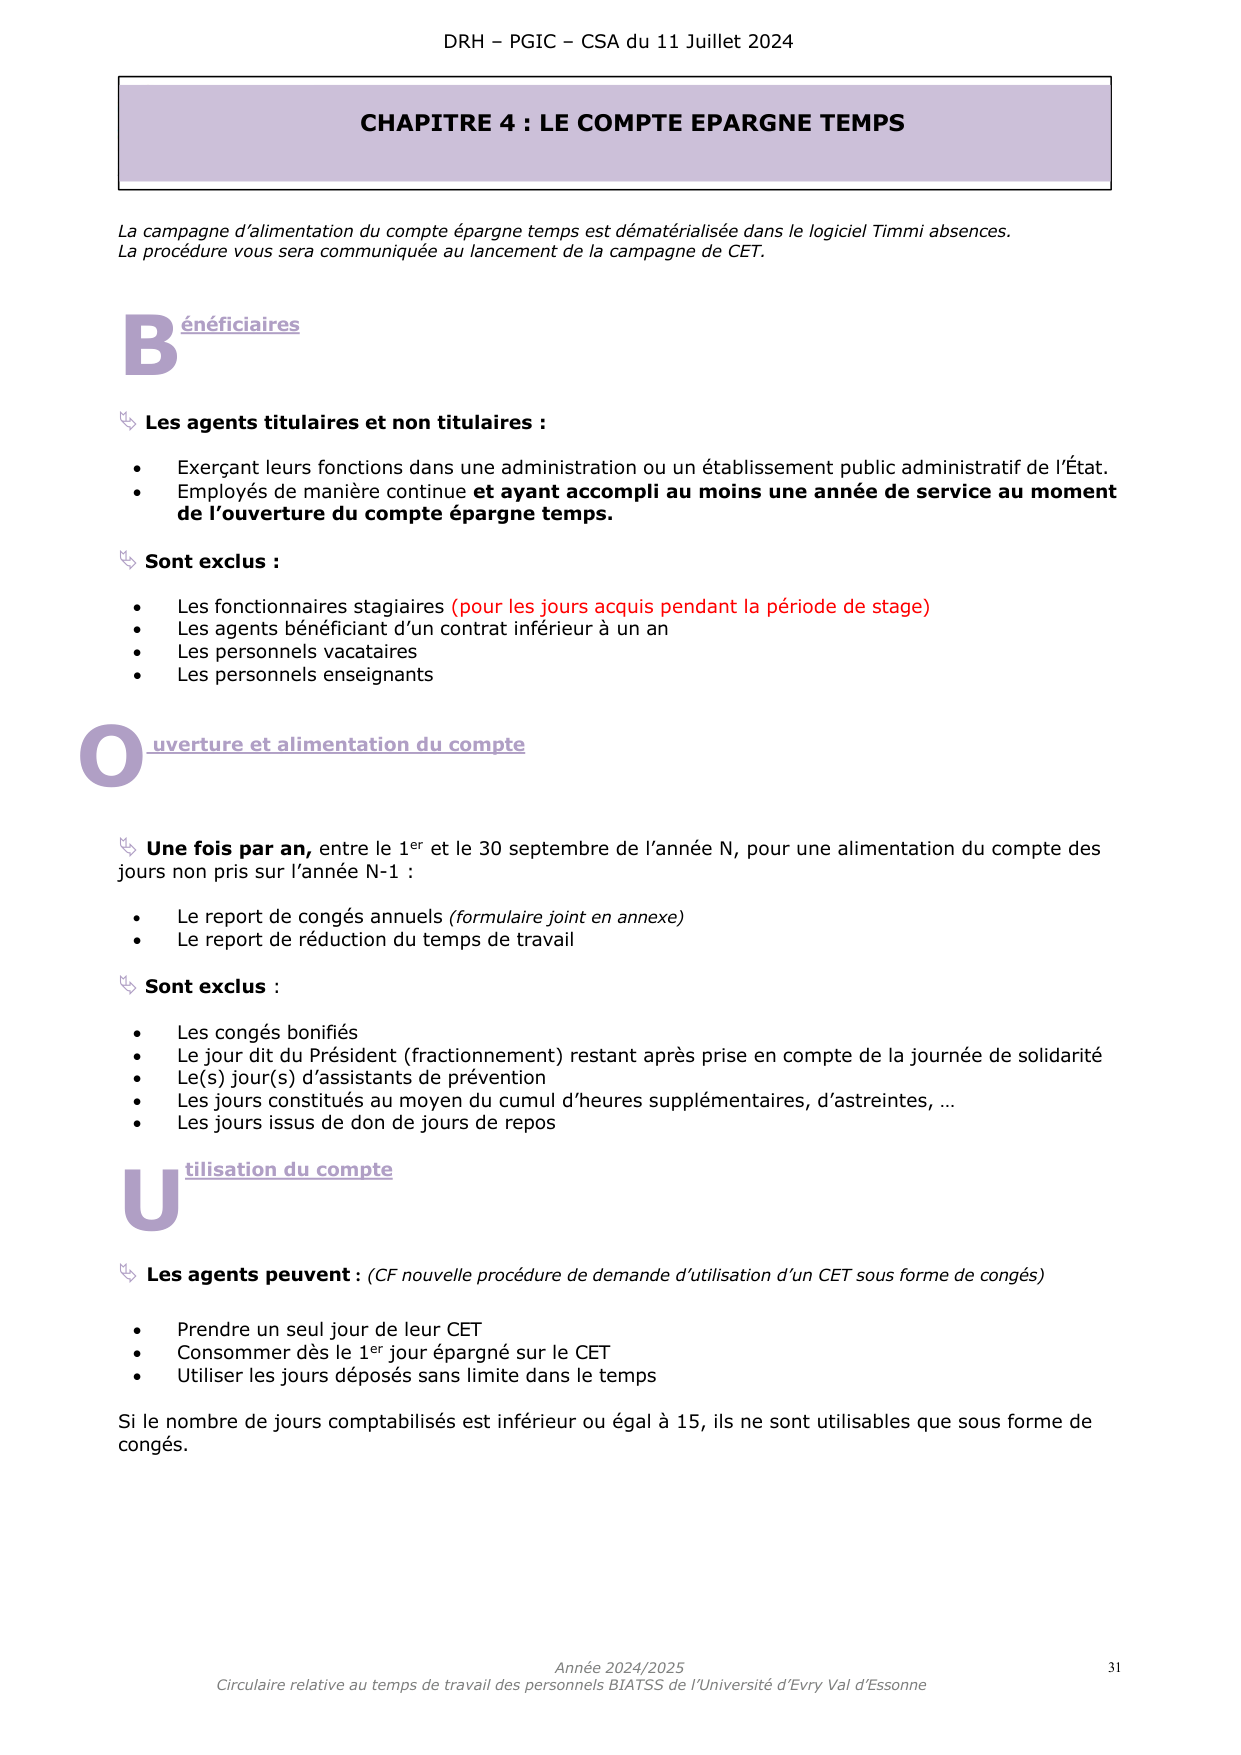 DRH – PGIC – CSA du 11 Juillet 2024
CHAPITRE 4 : LE COMPTE EPARGNE TEMPS
La campagne d’alimentation du compte épargne temps est dématérialisée dans le logiciel Timmi absences.
La procédure vous sera communiquée au lancement de la campagne de CET.
Bénéficiaires
Les agents titulaires et non titulaires :
• Exerçant leurs fonctions dans une administration ou un établissement public administratif de l’État.
• Employés de manière continue et ayant accompli au moins une année de service au moment
de l’ouverture du compte épargne temps.
Sont exclus :
• Les fonctionnaires stagiaires (pour les jours acquis pendant la période de stage)
• Les agents bénéficiant d’un contrat inférieur à un an
• Les personnels vacataires
• Les personnels enseignants
Ouverture et alimentation du compte
Une fois par an, entre le 1er et le 30 septembre de l’année N, pour une alimentation du compte des
jours non pris sur l’année N-1 :
• Le report de congés annuels (formulaire joint en annexe)
• Le report de réduction du temps de travail
Sont exclus :
• Les congés bonifiés
• Le jour dit du Président (fractionnement) restant après prise en compte de la journée de solidarité
• Le(s) jour(s) d’assistants de prévention
• Les jours constitués au moyen du cumul d’heures supplémentaires, d’astreintes, …
• Les jours issus de don de jours de repos
Utilisation du compte
Les agents peuvent : (CF nouvelle procédure de demande d’utilisation d’un CET sous forme de congés)
• Prendre un seul jour de leur CET
• Consommer dès le 1er jour épargné sur le CET
• Utiliser les jours déposés sans limite dans le temps
Si le nombre de jours comptabilisés est inférieur ou égal à 15, ils ne sont utilisables que sous forme de
congés.
Année 2024/2025
31
Circulaire relative au temps de travail des personnels BIATSS de l’Université d’Evry Val d’Essonne